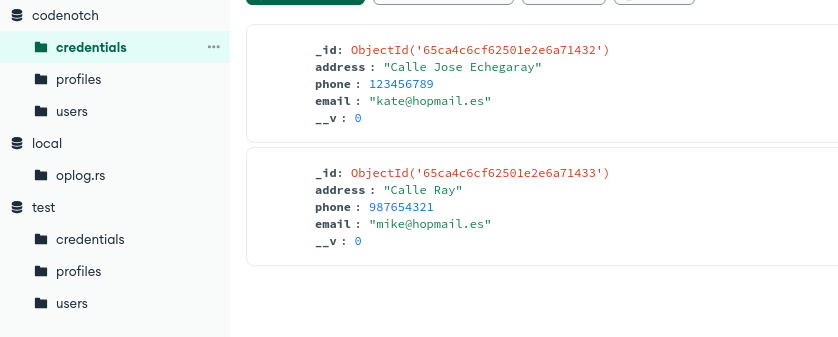 codenotch
credentials
profiles
users
local
oplog.rs
test
credentials
profiles
users
_id: ObjectId('65ca4c6cf62501e2e6a71432')
address : "Calle Jose Echegaray"
phone : 123456789
email : "kate@hopmail.es"
__v : 0
_id: ObjectId('65ca4c6cf62501e2e6a71433')
address : "Calle Ray"
phone : 987654321
email : "mike@hopmail.es"
__v : 0